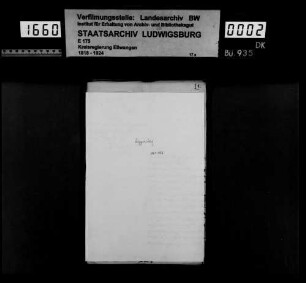 1660
Verfilmungsstelle: Landesarchiv BW
Institut für Erhaltung von Archiv- und Bibliotheksgut
STAATSARCHIV LUDWIGSBURG
E 175
Kreisregierung Ellwangen
1818 - 1924
0002
DK
Bü. 935